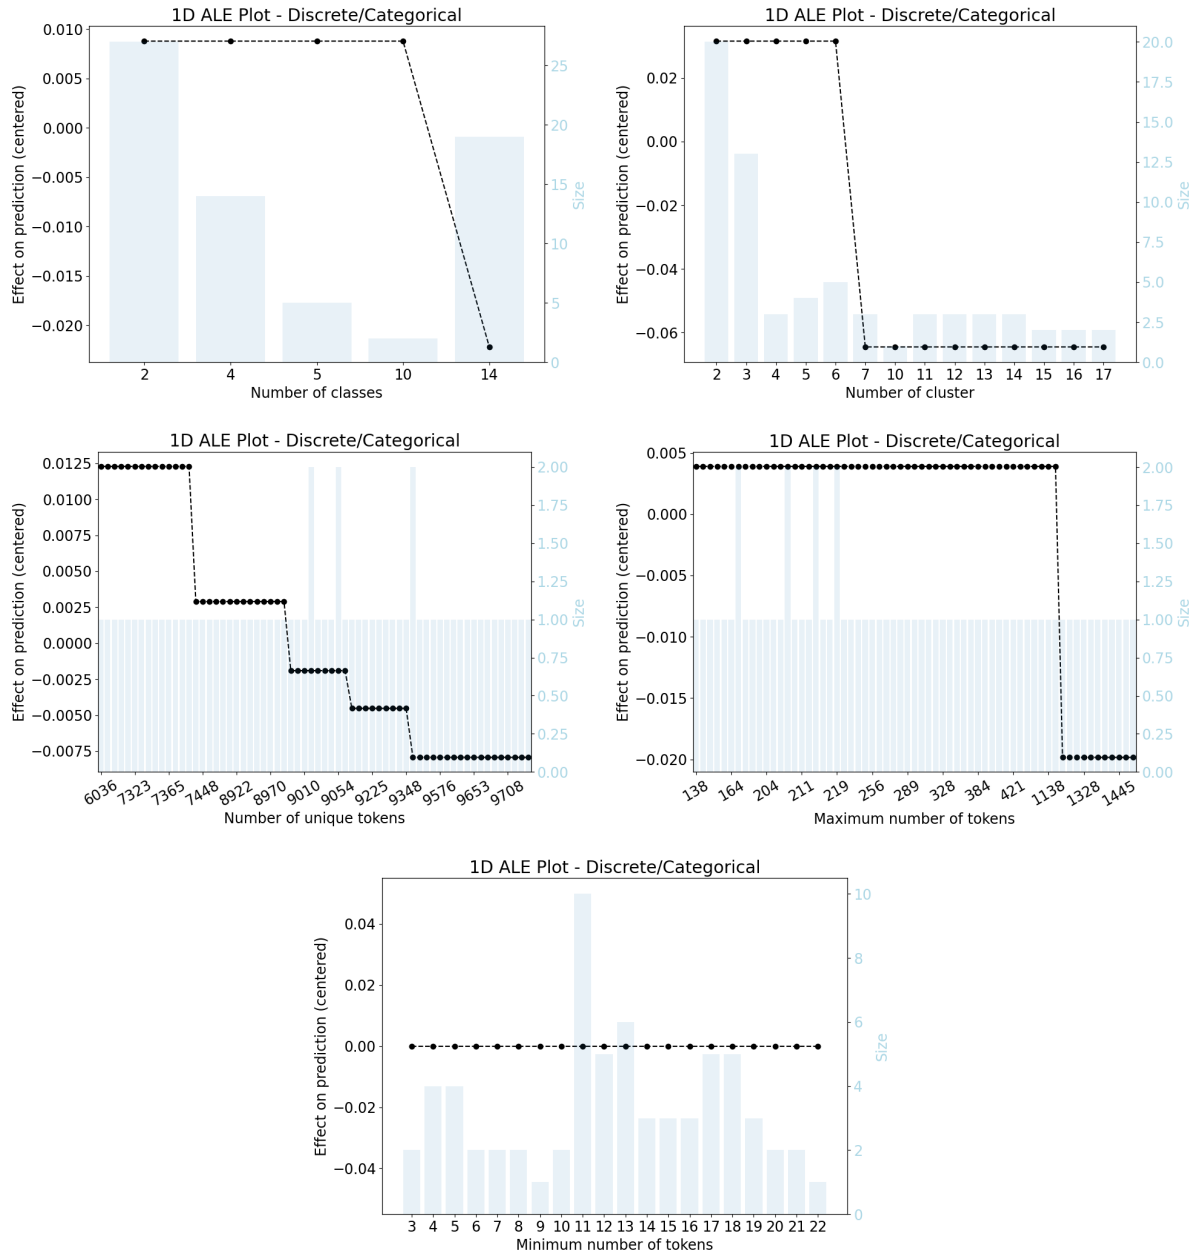 1D ALE Plot - Discrete/Categorical
Effect on prediction (centered)
0.010
0.005
0.000
−0.005
−0.010
−0.015
−0.020
25
20
15
10
5
0
Size
2 4 5 10 14
Number of classes
1D ALE Plot - Discrete/Categorical
Effect on prediction (centered)
0.02
0.00
−0.02
−0.04
−0.06
20.0
17.5
15.0
12.5
10.0
7.5
5.0
2.5
0.0
Size
2 3 4 5 6 7 10 11 12 13 14 15 16 17
Number of cluster
1D ALE Plot - Discrete/Categorical
Effect on prediction (centered)
0.0125
0.0100
0.0075
0.0050
0.0025
0.0000
−0.0025
−0.0050
−0.0075
2.00
1.75
1.50
1.25
1.00
0.75
0.50
0.25
0.00
Size
6036 7323 7365 7448 8922 8970 9010 9054 9225 9348 9576 9653 9708
Number of unique tokens
1D ALE Plot - Discrete/Categorical
Effect on prediction (centered)
0.005
0.000
−0.005
−0.010
−0.015
−0.020
2.00
1.75
1.50
1.25
1.00
0.75
0.50
0.25
0.00
Size
138 164 204 211 219 256 289 328 384 421 1138 1328 1445
Maximum number of tokens
1D ALE Plot - Discrete/Categorical
Effect on prediction (centered)
0.04
0.02
0.00
−0.02
−0.04
10
8
6
4
2
0
Size
3 4 5 6 7 8 9 10 11 12 13 14 15 16 17 18 19 20 21 22
Minimum number of tokens